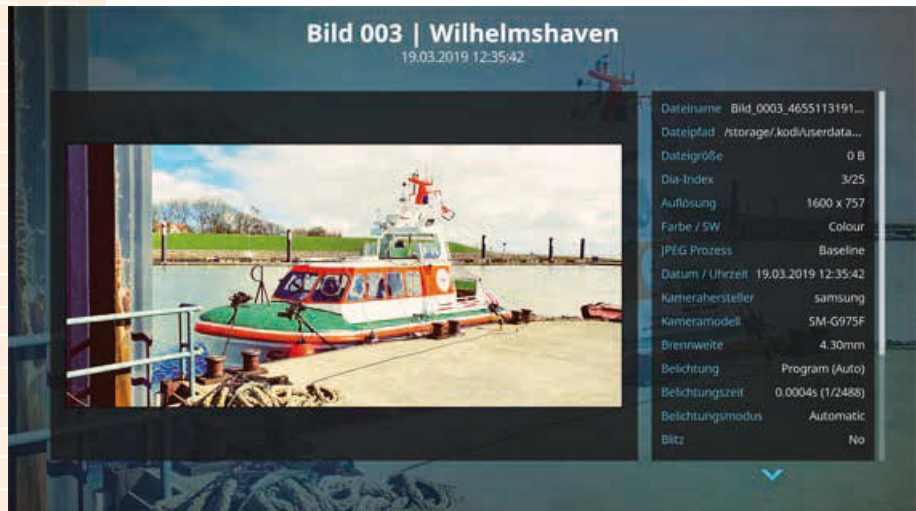 Bild 003 | Wilhelmshaven
19.03.2019 12:35:42
Dateiname Bild_0003_4655113191...
Dateipfad /storage/.kodi/userdata...
Dateigröße 0 B
Dia-Index 3/25
Auflösung 1600 x 757
Farbe / SW Colour
JPEG Prozess Baseline
Datum / Uhrzeit 19.03.2019 12:35:42
Kamerahersteller samsung
Kameramodell SM-G975F
Brennweite 4.30mm
Belichtung Program (Auto)
Belichtungszeit 0.0004s (1/2488)
Belichtungsmodus Automatic
Blitz No